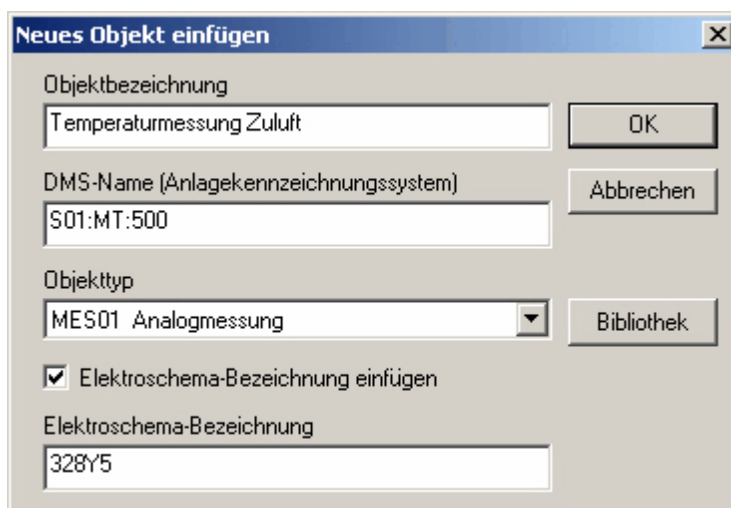 Neues Objekt einfügen
Objektbezeichnung
Temperaturmessung Zuluft
OK
DMS-Name (Anlagekennzeichnungssystem)
Abbrechen
S01:MT:500
Objekttyp
MES01 Analogmessung
Bibliothek
Elektroschema-Bezeichnung einfügen
Elektroschema-Bezeichnung
328Y5